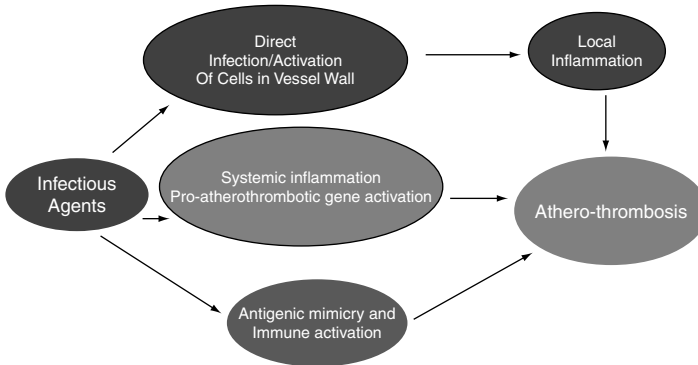 Direct
Infection/Activation
Of Cells in Vessel Wall
Local
Inflammation
Systemic inflammation
Pro-atherothrombotic gene activation
Infectious
Agents
Athero-thrombosis
Antigenic mimicry and
Immune activation